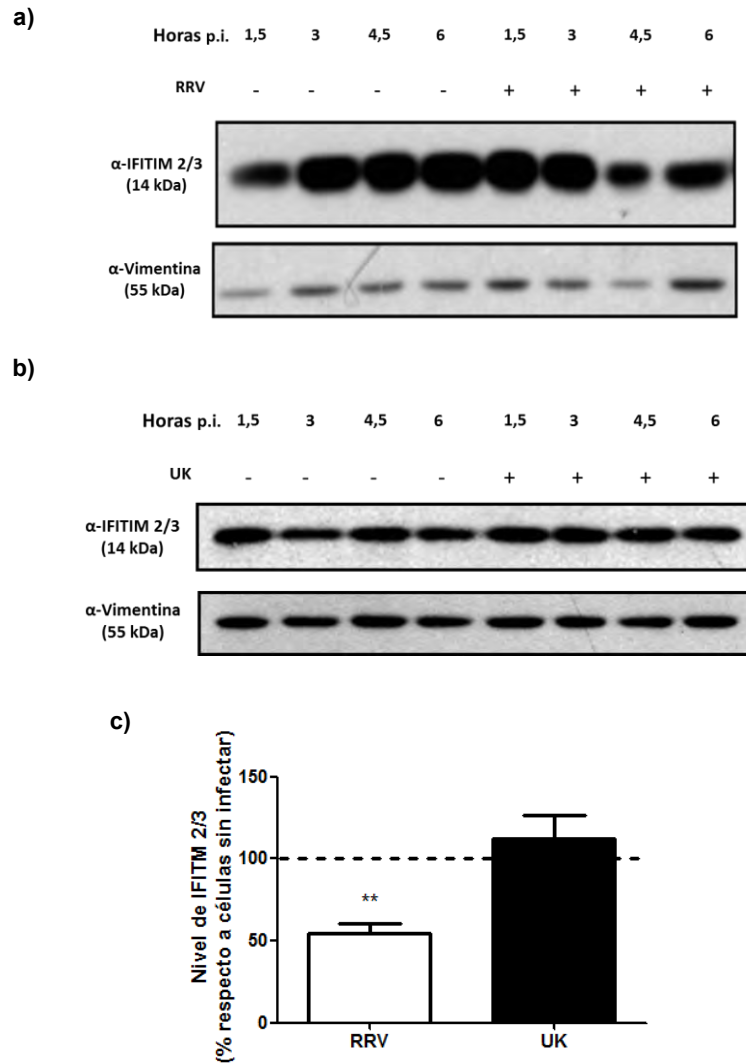 a)
Horas p.i. 1,5 3 4,5 6 1,5 3 4,5 6
RRV - - - - + + + +
α-IFITIM 2/3
(14 kDa)
α-Vimentina
(55 kDa)
b)
Horas p.i. 1,5 3 4,5 6 1,5 3 4,5 6
UK - - - - + + + +
α-IFITIM 2/3
(14 kDa)
α-Vimentina
(55 kDa)
c)
Nivel de IFITM 2/3
(% respecto a células sin infectar)
150
100
50
0
**
RRV UK